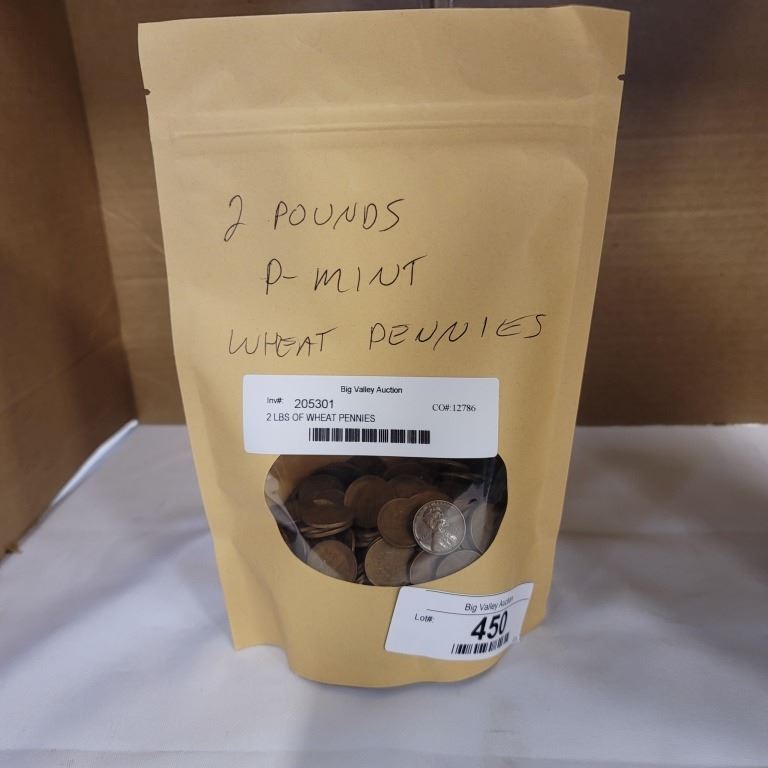 2 POUNDS
P-MINT
WHEAT PENNIES
Big Valley Auction
Inv#: 205301 CO#:12786
2 LBS OF WHEAT PENNIES
Big Valley Auction
Lot#: 450